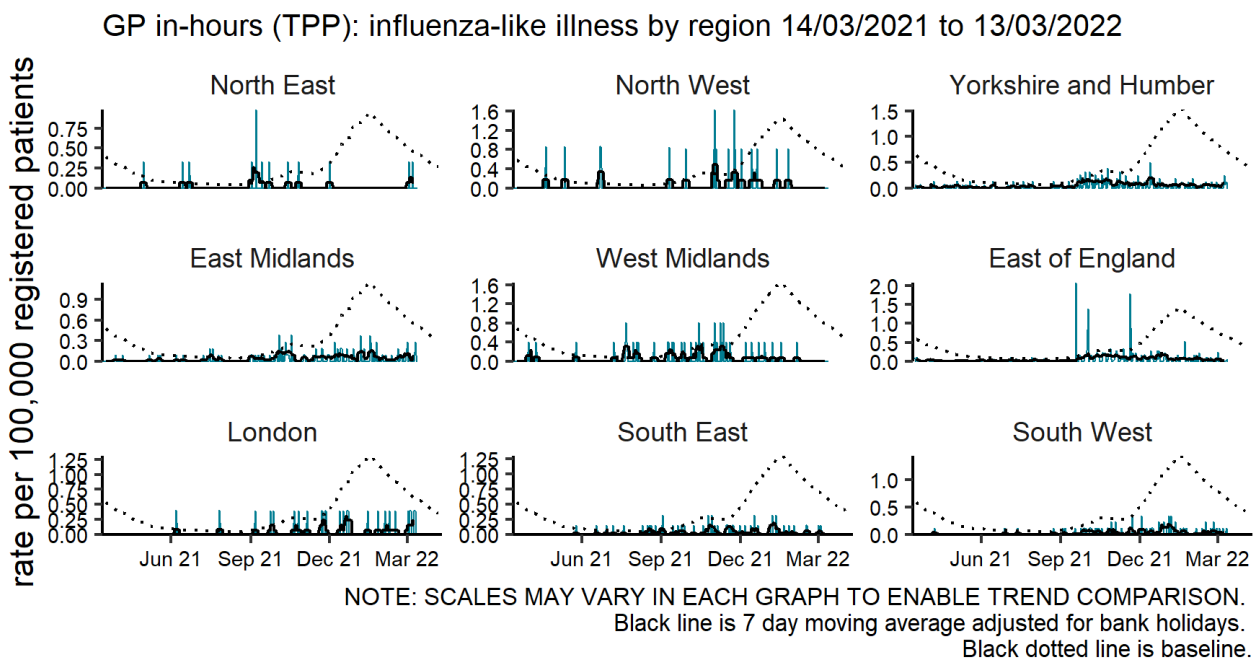 GP in-hours (TPP): influenza-like illness by region 14/03/2021 to 13/03/2022
rate per 100,000 registered patients
North East
0.75
0.50
0.25
0.00
North West
1.6
1.2
0.8
0.4
0.0
Yorkshire and Humber
1.5
1.0
0.5
0.0
East Midlands
0.9
0.6
0.3
0.0
West Midlands
1.6
1.2
0.8
0.4
0.0
East of England
2.0
1.5
1.0
0.5
0.0
London
1.25
1.00
0.75
0.50
0.25
0.00
Jun 21 Sep 21 Dec 21 Mar 22
South East
1.25
1.00
0.75
0.50
0.25
0.00
Jun 21 Sep 21 Dec 21 Mar 22
South West
1.0
0.5
0.0
Jun 21 Sep 21 Dec 21 Mar 22
NOTE: SCALES MAY VARY IN EACH GRAPH TO ENABLE TREND COMPARISON.
Black line is 7 day moving average adjusted for bank holidays.
Black dotted line is baseline.